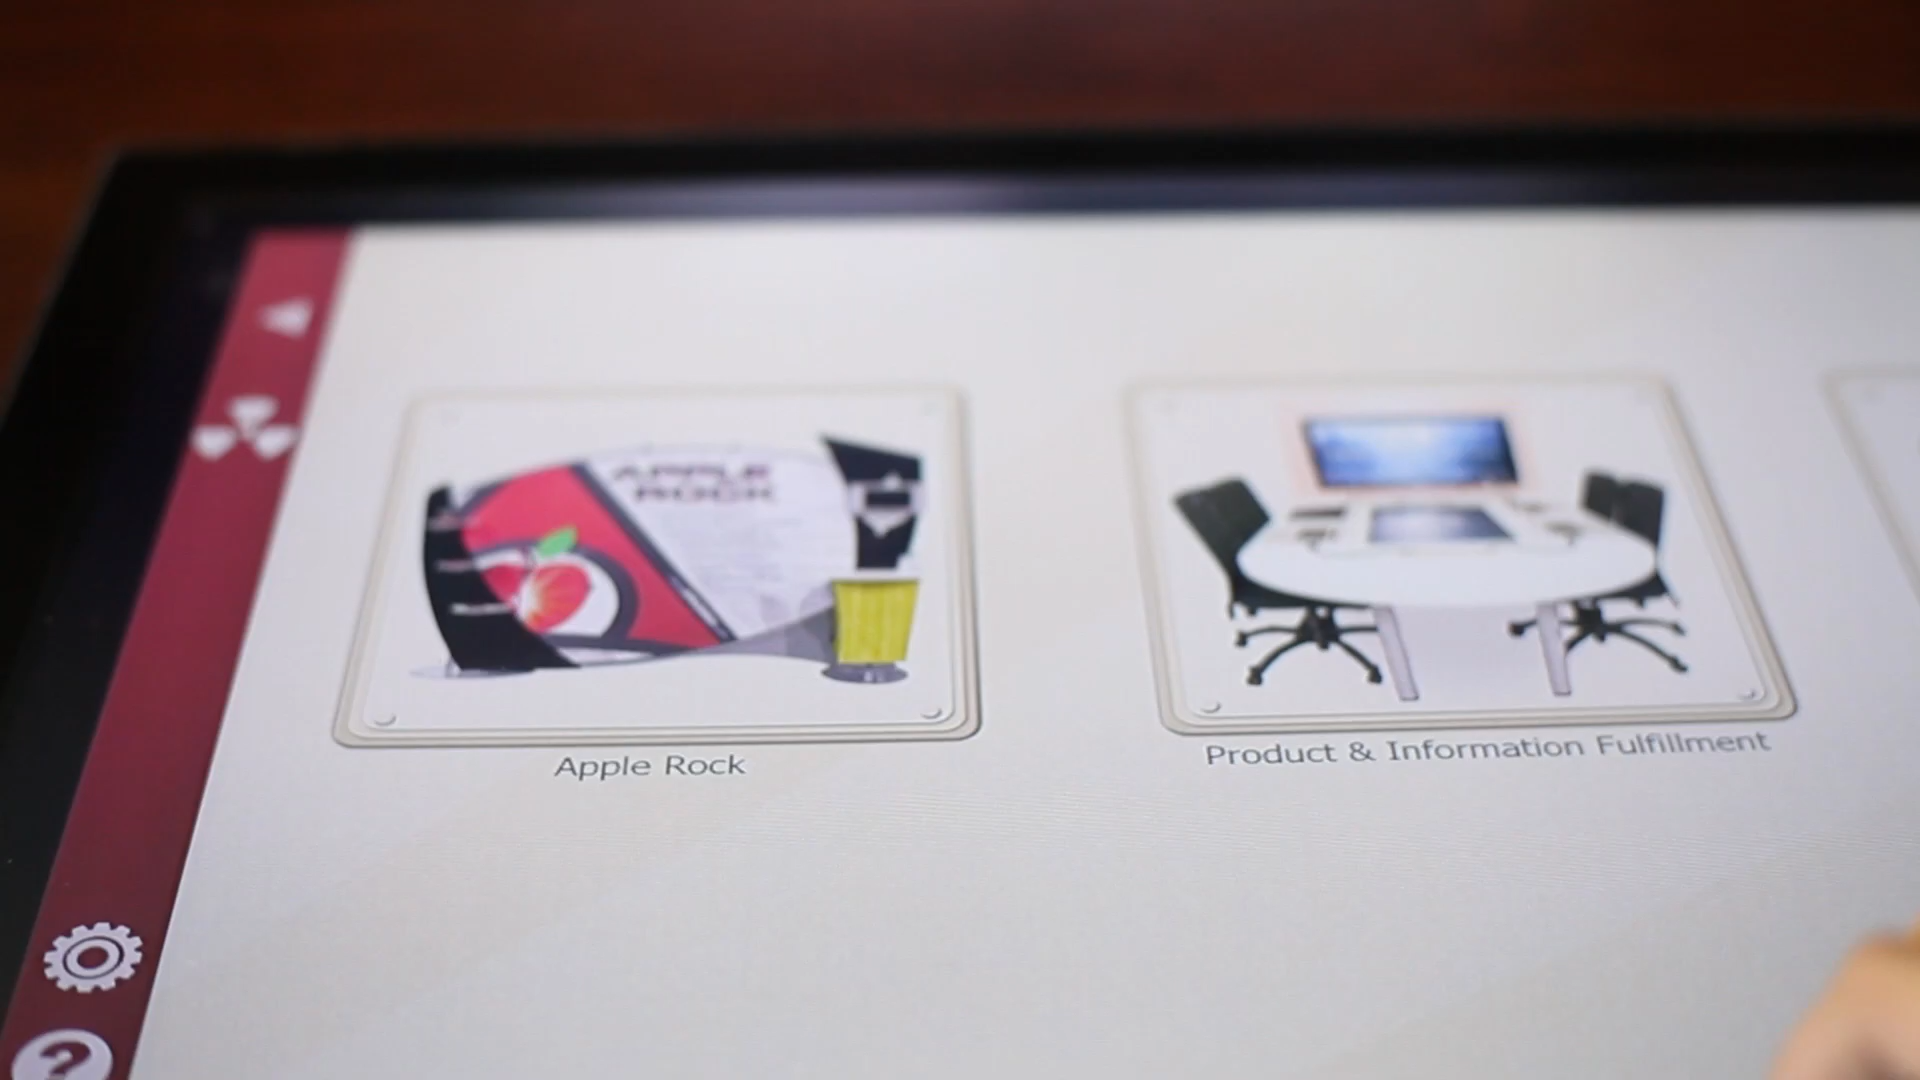 APPLE
ROCK
Apple Rock
Product & Information Fulfillment
?